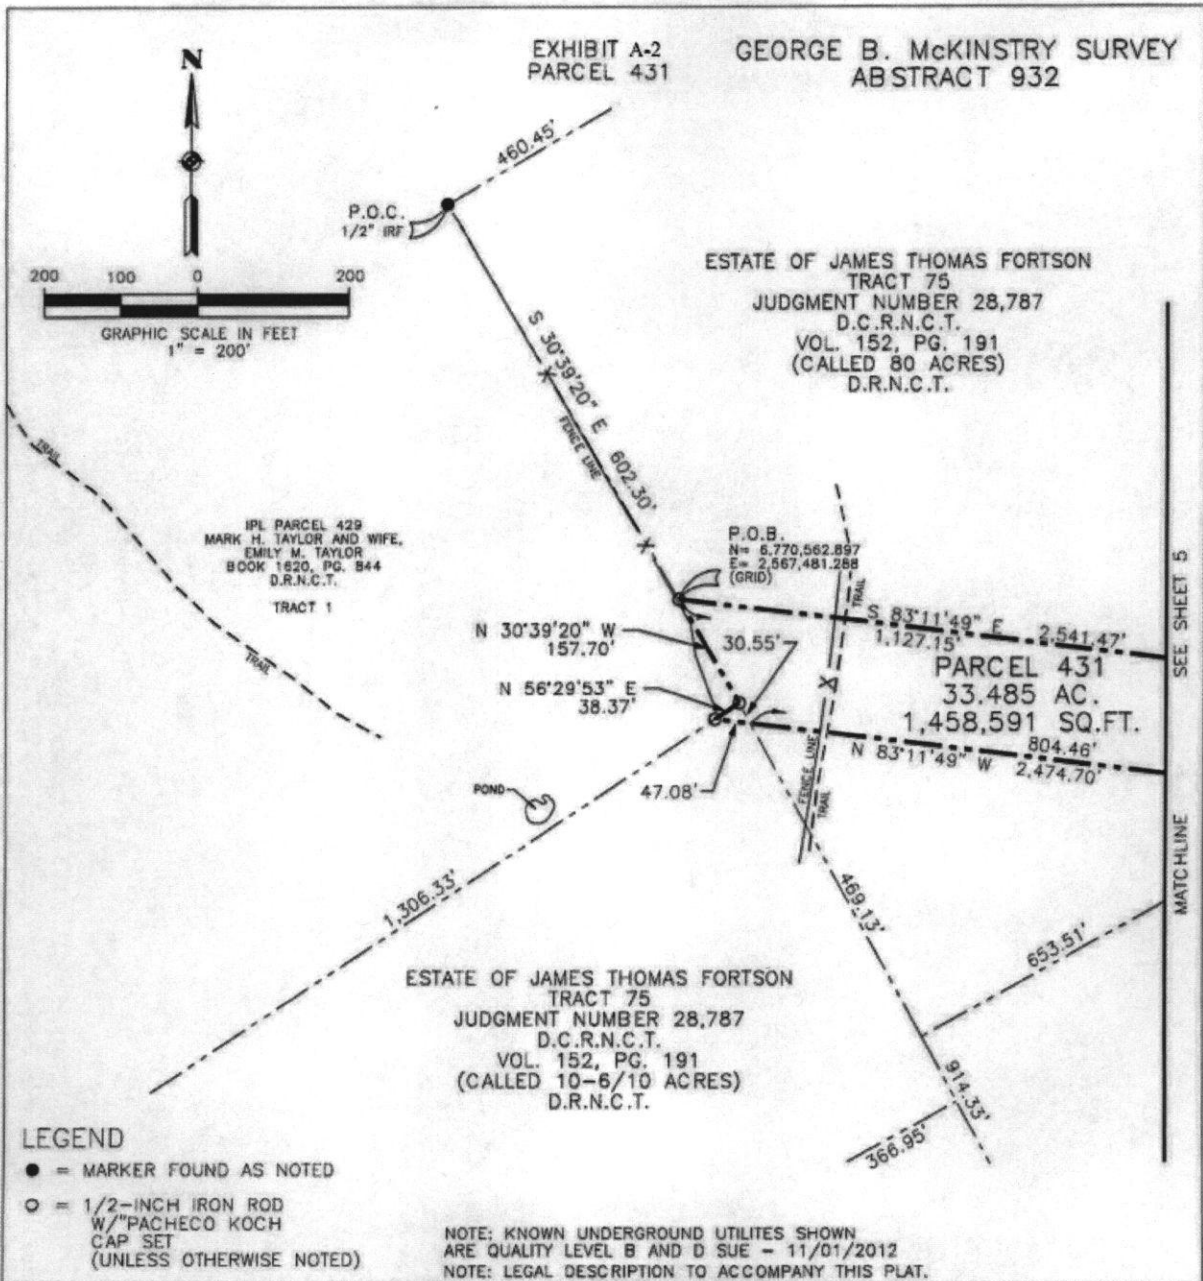 EXHIBIT A-2
PARCEL 431
GEORGE B. McKINSTRY SURVEY
ABSTRACT 932
N
460.45'
P.O.C.
1/2" IRF
200 100 0 200
GRAPHIC SCALE IN FEET
1" = 200'
ESTATE OF JAMES THOMAS FORTSON
TRACT 75
JUDGMENT NUMBER 28,787
D.C.R.N.C.T.
VOL. 152, PG. 191
(CALLED 80 ACRES)
D.R.N.C.T.
S 30°39'20" E 602.30'
FENCE LINE
X
X
TRAIL
IPL PARCEL 429
MARK H. TAYLOR AND WIFE,
EMILY M. TAYLOR
BOOK 1620, PG. 844
D.R.N.C.T.
TRACT 1
TRAIL
P.O.B.
N= 6,770,562.897
E= 2,567,481.288
(GRID)
TRAIL
SEE SHEET 5
S 83°11'49" E
1,127.15'
2,541.47'
N 30°39'20" W
157.70'
30.55'
PARCEL 431
33.485 AC.
1,458,591 SQ.FT.
N 56°29'53" E
38.37'
X
804.46'
N 83°11'49" W
2,474.70'
FENCE LINE
TRAIL
47.08'
POND
MATCHLINE
1,306.33'
469.13'
653.51'
ESTATE OF JAMES THOMAS FORTSON
TRACT 75
JUDGMENT NUMBER 28,787
D.C.R.N.C.T.
VOL. 152, PG. 191
(CALLED 10-6/10 ACRES)
D.R.N.C.T.
914.33'
366.95'
LEGEND
= MARKER FOUND AS NOTED
= 1/2-INCH IRON ROD
W/"PACHECO KOCH
CAP SET
(UNLESS OTHERWISE NOTED)
NOTE: KNOWN UNDERGROUND UTILITES SHOWN
ARE QUALITY LEVEL B AND D SUE - 11/01/2012
NOTE: LEGAL DESCRIPTION TO ACCOMPANY THIS PLAT.